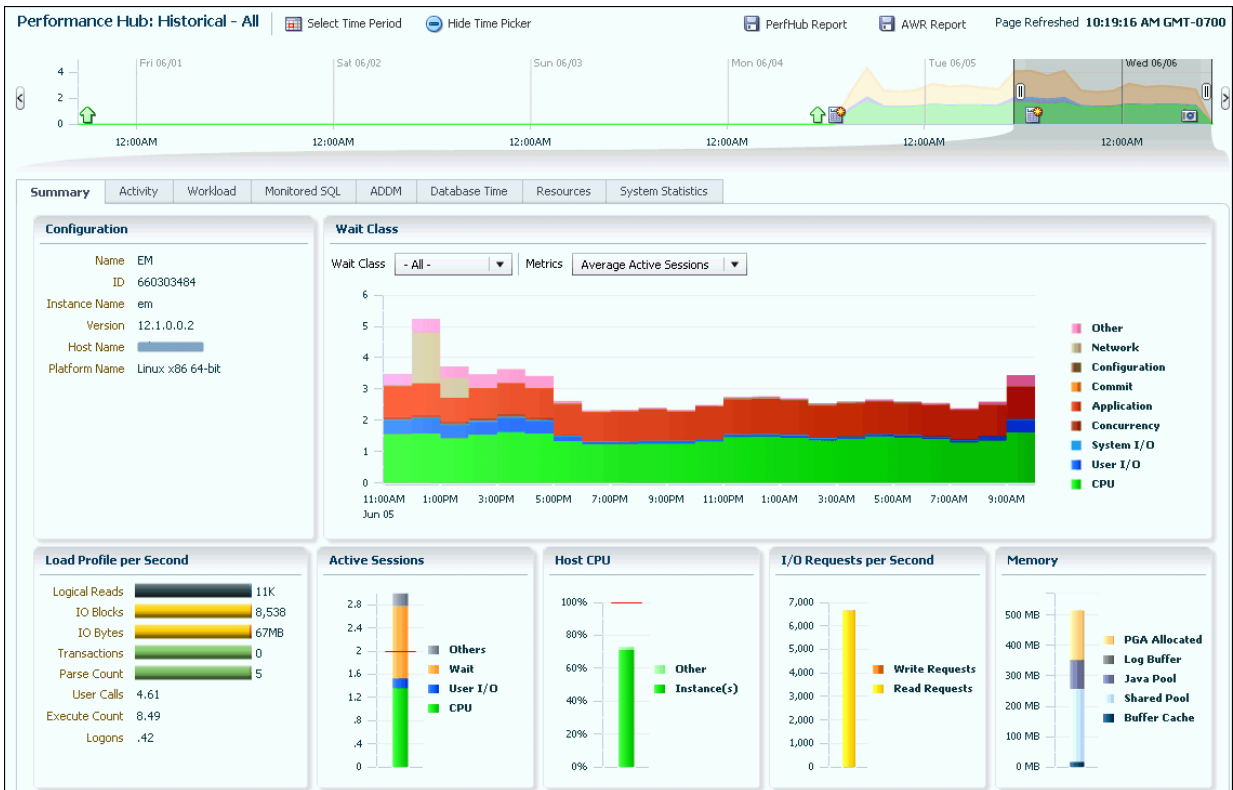 Performance Hub: Historical - All Select Time Period Hide Time Picker PerfHub Report AWR Report Page Refreshed 10:19:16 AM GMT-0700
Fri 06/01 Sat 06/02 Sun 06/03 Mon 06/04 Tue 06/05 Wed 06/06
4
2
0
12:00AM 12:00AM 12:00AM 12:00AM 12:00AM 12:00AM
Summary Activity Workload Monitored SQL ADDM Database Time Resources System Statistics
Configuration
Name EM
ID 660303484
Instance Name em
Version 12.1.0.0.2
Host Name
Platform Name Linux x86 64-bit
Wait Class
Wait Class - All - Metrics Average Active Sessions
6
5
4
3
2
1
0
11:00AM 1:00PM 3:00PM 5:00PM 7:00PM 9:00PM 11:00PM 1:00AM 3:00AM 5:00AM 7:00AM 9:00AM
Jun 05
Other
Network
Configuration
Commit
Application
Concurrency
System I/O
User I/O
CPU
Load Profile per Second
Logical Reads 11K
IO Blocks 8,538
IO Bytes 67MB
Transactions 0
Parse Count 5
User Calls 4.61
Execute Count 8.49
Logons .42
Active Sessions
2.8
2.4
2
1.6
1.2
.8
.4
0
Others
Wait
User I/O
CPU
Host CPU
100%
80%
60%
40%
20%
0%
Other
Instance(s)
I/O Requests per Second
7,000
6,000
5,000
4,000
3,000
2,000
1,000
0
Write Requests
Read Requests
Memory
500 MB
400 MB
300 MB
200 MB
100 MB
0 MB
PGA Allocated
Log Buffer
Java Pool
Shared Pool
Buffer Cache